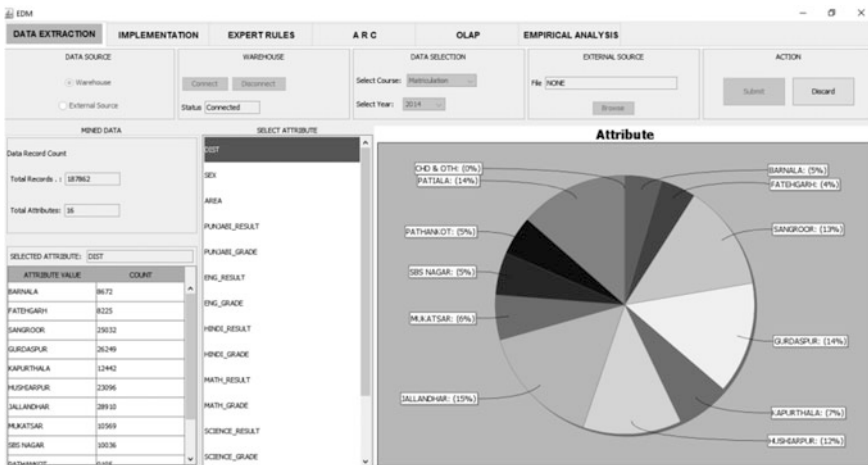 EDM
DATA EXTRACTION IMPLEMENTATION EXPERT RULES A R C OLAP EMPIRICAL ANALYSIS
DATA SOURCE
Warehouse
External Source
WAREHOUSE
Connect Disconnect
Status Connected
DATA SELECTION
Select Course: Matriculation
Select Year: 2014
EXTERNAL SOURCE
File NONE
Browse
ACTION
Submit Discard
MINED DATA
Data Record Count
Total Records . : 187862
Total Attributes: 16
SELECTED ATTRIBUTE: DIST
ATTRIBUTE VALUE COUNT
BARNALA 8672
FATEHGARH 8225
SANGROOR 25032
GURDASPUR 26249
KAPURTHALA 12442
HUSHIARPUR 23096
JALLANDHAR 28910
MUKATSAR 10569
SBS NAGAR 10036
SELECT ATTRIBUTE
DIST
SEX
AREA
PUNJABI_RESULT
PUNJABI_GRADE
ENG_RESULT
ENG_GRADE
HINDI_RESULT
HINDI_GRADE
MATH_RESULT
MATH_GRADE
SCIENCE_RESULT
SCIENCE_GRADE
Attribute
CHD & OTH: (0%)
PATIALA: (14%)
PATHANKOT: (5%)
SBS NAGAR: (5%)
MUKATSAR: (6%)
JALLANDHAR: (15%)
BARNALA: (5%)
FATEHGARH: (4%)
SANGROOR: (13%)
GURDASPUR: (14%)
KAPURTHALA: (7%)
HUSHIARPUR: (12%)